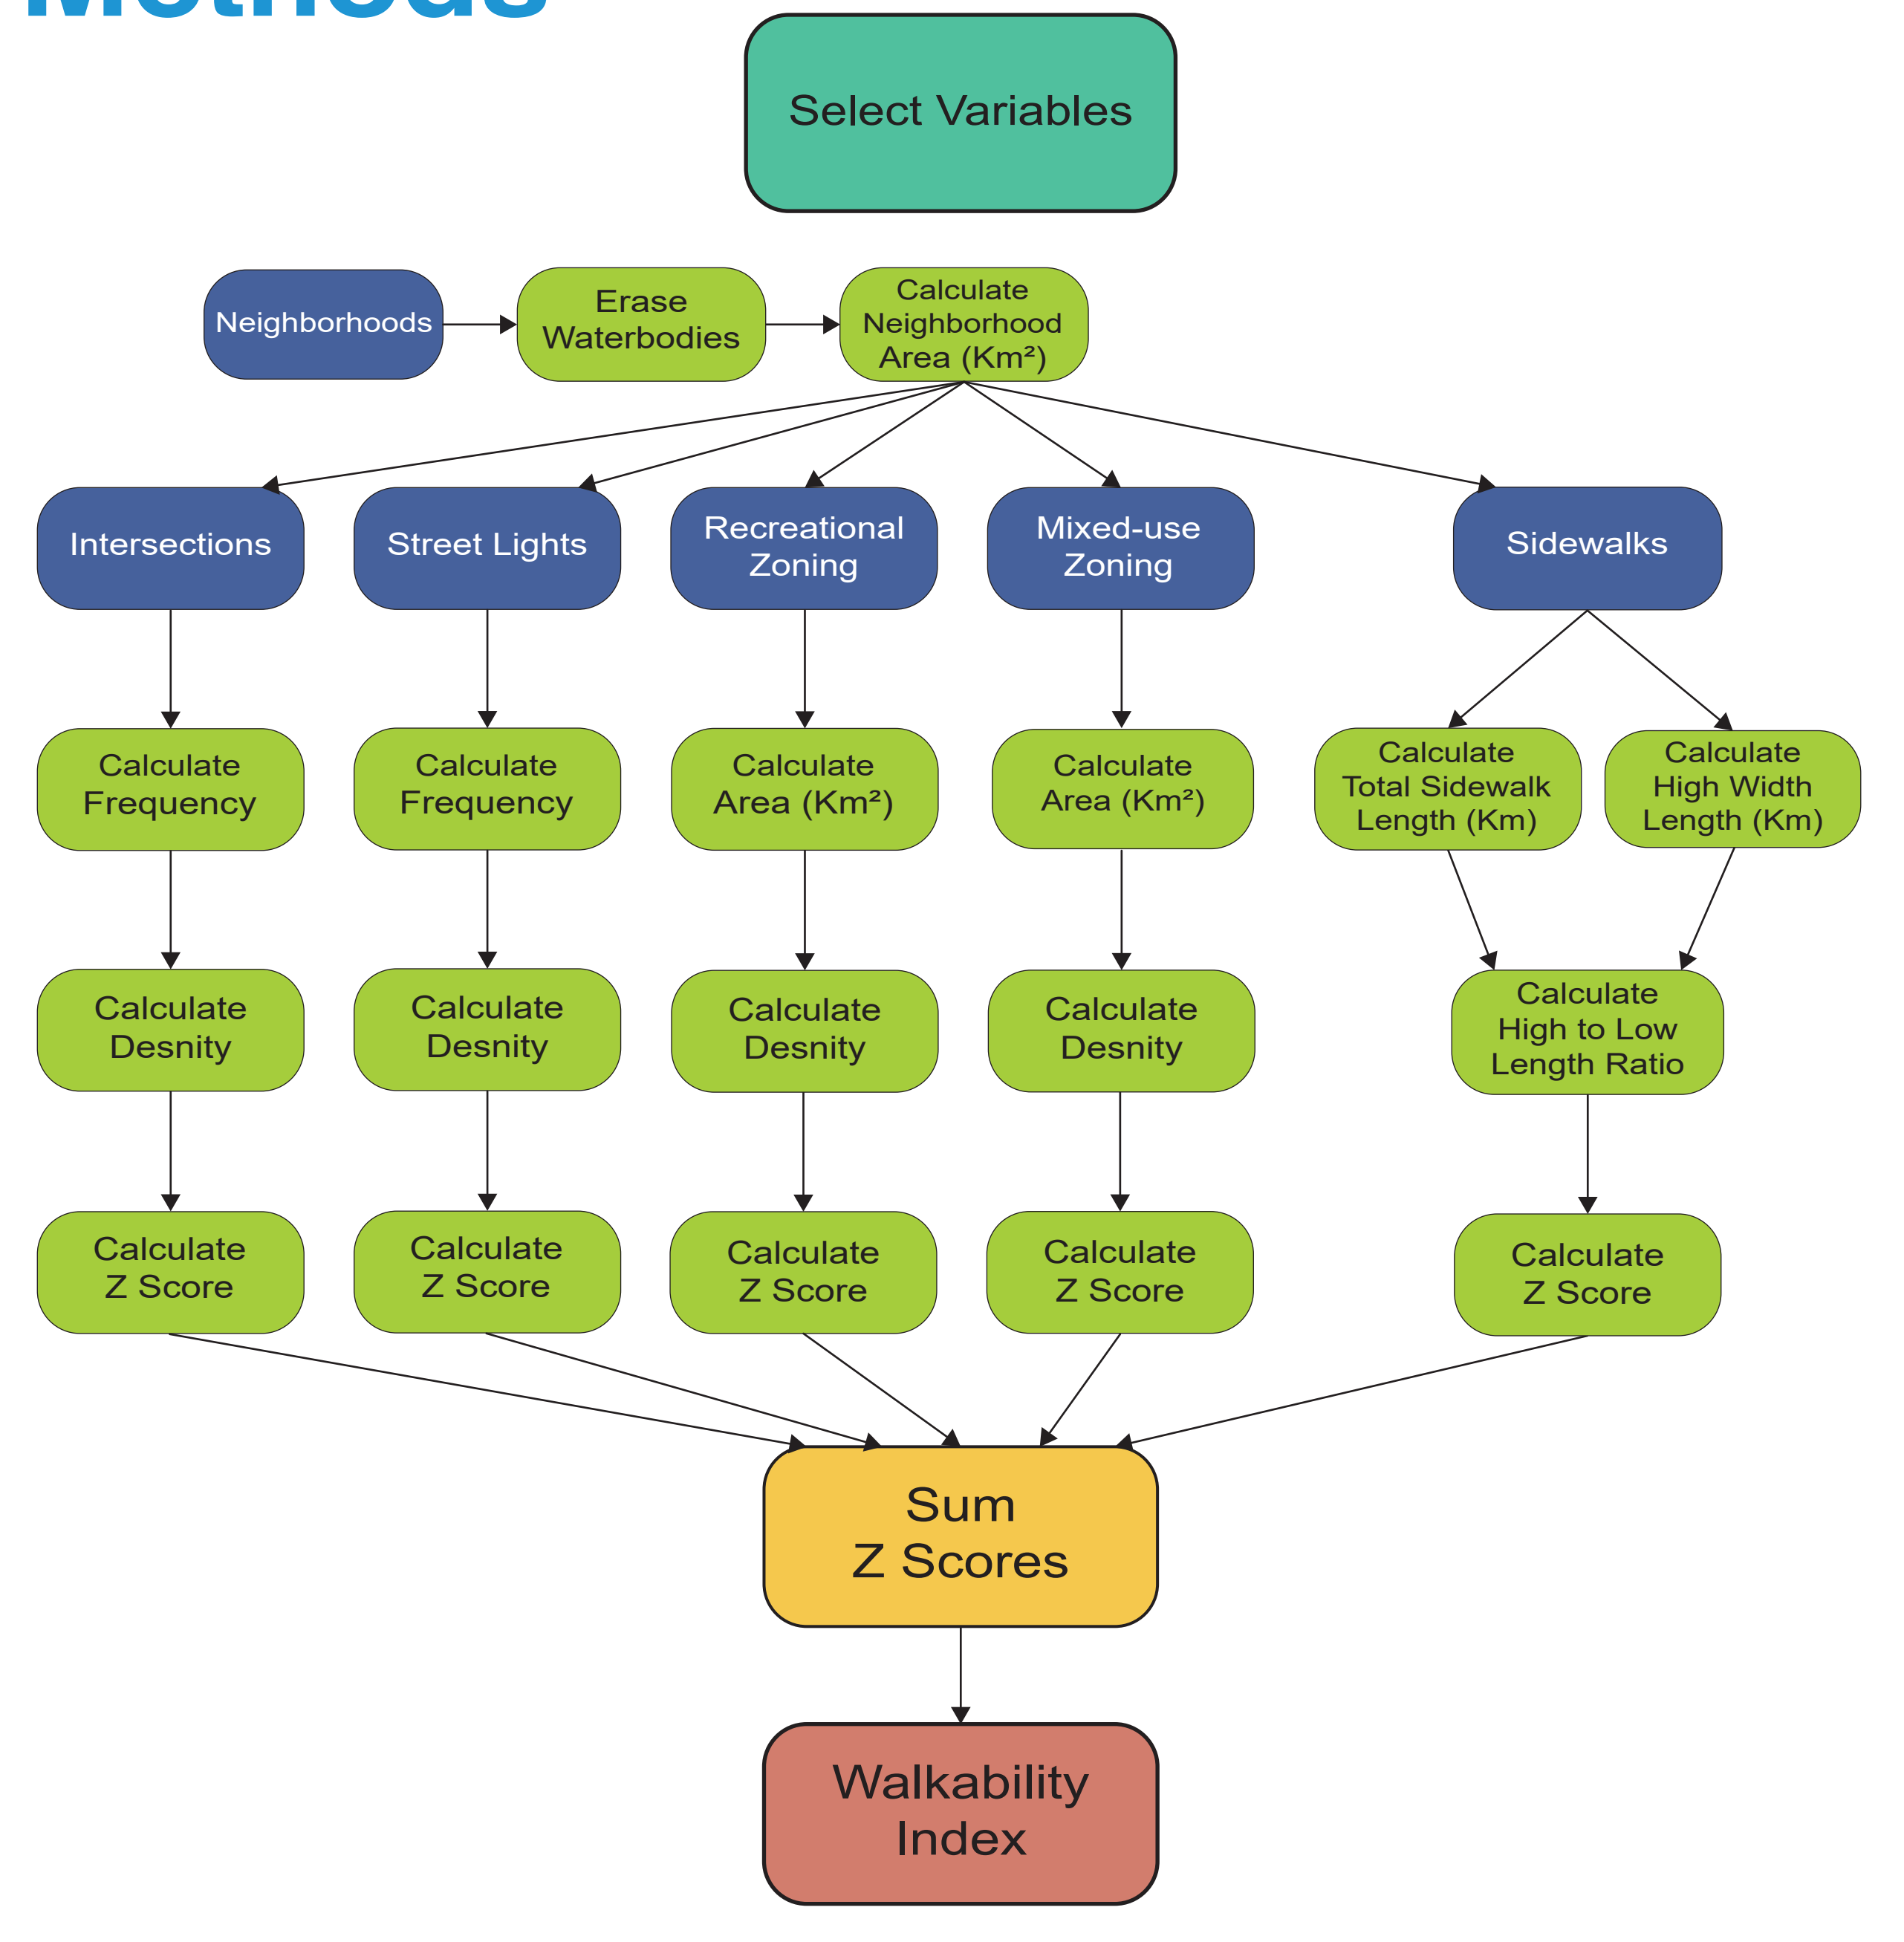 Methods
Select Variables
Neighborhoods
Erase
Waterbodies
Calculate
Neighborhood
Area (Km²)
Intersections
Street Lights
Recreational
Zoning
Mixed-use
Zoning
Sidewalks
Calculate
Frequency
Calculate
Frequency
Calculate
Area (Km²)
Calculate
Area (Km²)
Calculate
Total Sidewalk
Length (Km)
Calculate
High Width
Length (Km)
Calculate
Desnity
Calculate
Desnity
Calculate
Desnity
Calculate
Desnity
Calculate
High to Low
Length Ratio
Calculate
Z Score
Calculate
Z Score
Calculate
Z Score
Calculate
Z Score
Calculate
Z Score
Sum
Z Scores
Walkability
Index